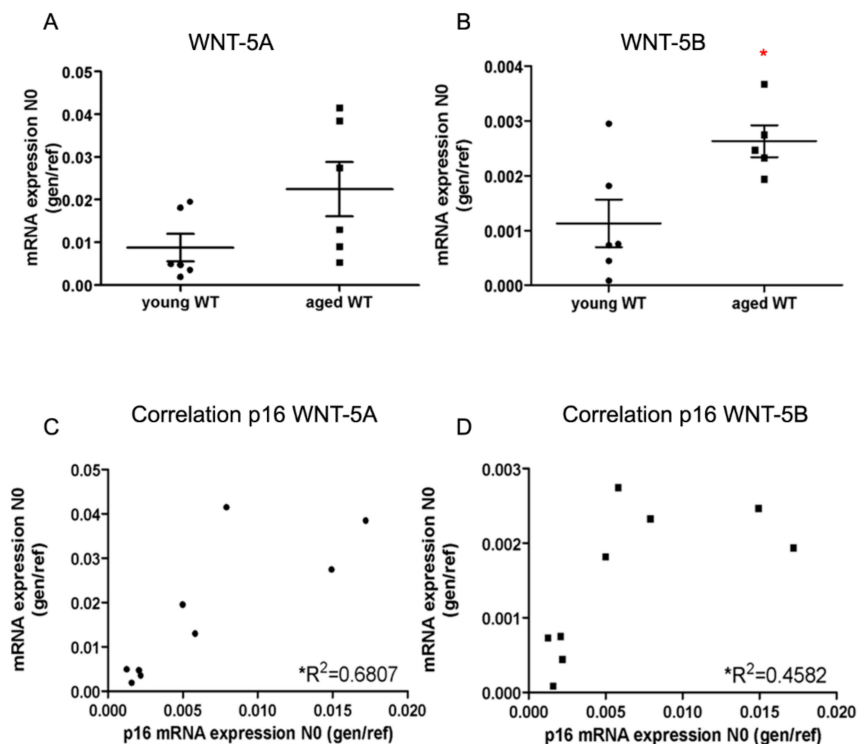 A
WNT-5A
mRNA expression N0
(gen/ref)
0.05
0.04
0.03
0.02
0.01
0.00
young WT
aged WT
B
WNT-5B
*
mRNA expression N0
(gen/ref)
0.004
0.003
0.002
0.001
0.000
young WT
aged WT
C
Correlation p16 WNT-5A
mRNA expression N0
(gen/ref)
0.05
0.04
0.03
0.02
0.01
0.00
*R²=0.6807
0.000 0.005 0.010 0.015 0.020
p16 mRNA expression N0 (gen/ref)
D
Correlation p16 WNT-5B
mRNA expression N0
(gen/ref)
0.003
0.002
0.001
0.000
*R²=0.4582
0.000 0.005 0.010 0.015 0.020
p16 mRNA expression N0 (gen/ref)